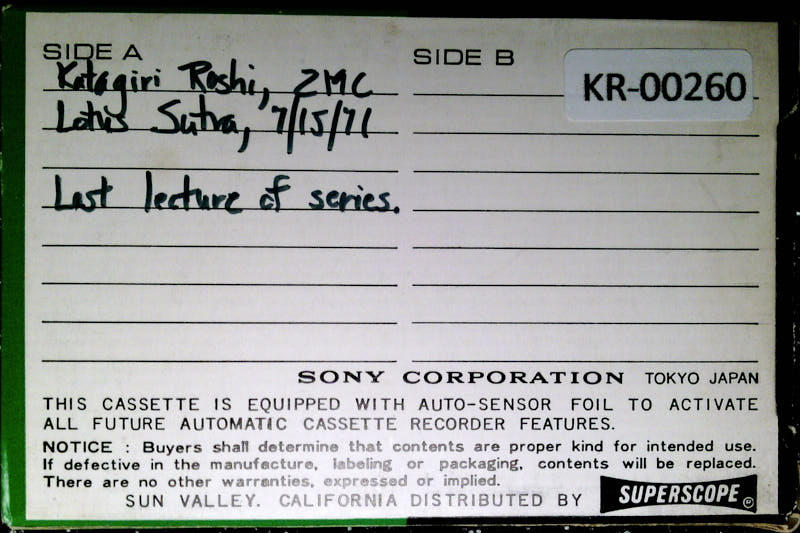 SIDE A
Katagiri Roshi, ZMC
Lotus Sutra, 7/15/71
Last lecture of series.
SIDE B
KR-00260
SONY CORPORATION TOKYO JAPAN
THIS CASSETTE IS EQUIPPED WITH AUTO-SENSOR FOIL TO ACTIVATE
ALL FUTURE AUTOMATIC CASSETTE RECORDER FEATURES.
NOTICE : Buyers shall determine that contents are proper kind for intended use.
If defective in the manufacture, labeling or packaging, contents will be replaced.
There are no other warranties, expressed or implied.
SUN VALLEY. CALIFORNIA DISTRIBUTED BY SUPERSCOPE ®